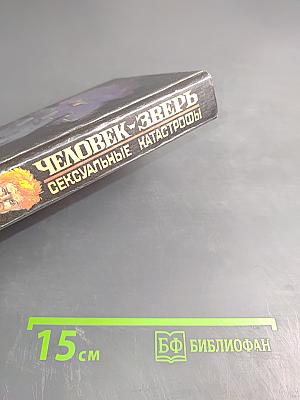 ЧЕЛОВЕК-ЗВЕРЬ
СЕКСУАЛЬНЫЕ КАТАСТРОФЫ
15 см
БФ БИБЛИОФАН